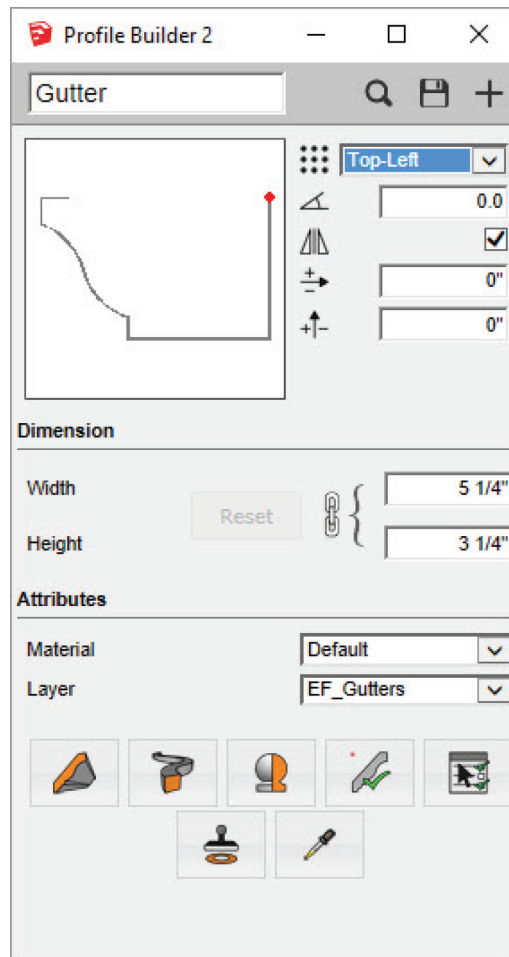 Profile Builder 2
Gutter
Top-Left
0.0
0"
0"
Dimension
Width
5 1/4"
Reset
Height
3 1/4"
Attributes
Material
Default
Layer
EF_Gutters